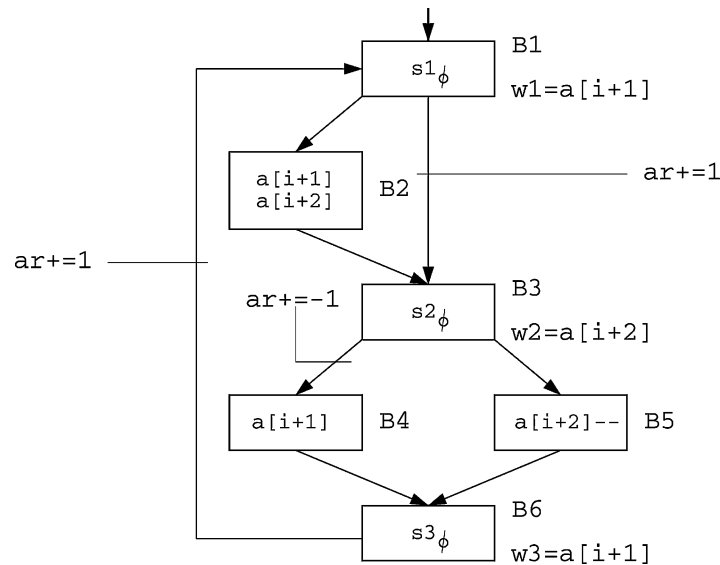 B1
s1ϕ
w1=a[i+1]
a[i+1]
a[i+2]
B2
ar+=1
ar+=1
B3
ar+=-1
s2ϕ
w2=a[i+2]
a[i+1]
B4
a[i+2]--
B5
B6
s3ϕ
w3=a[i+1]